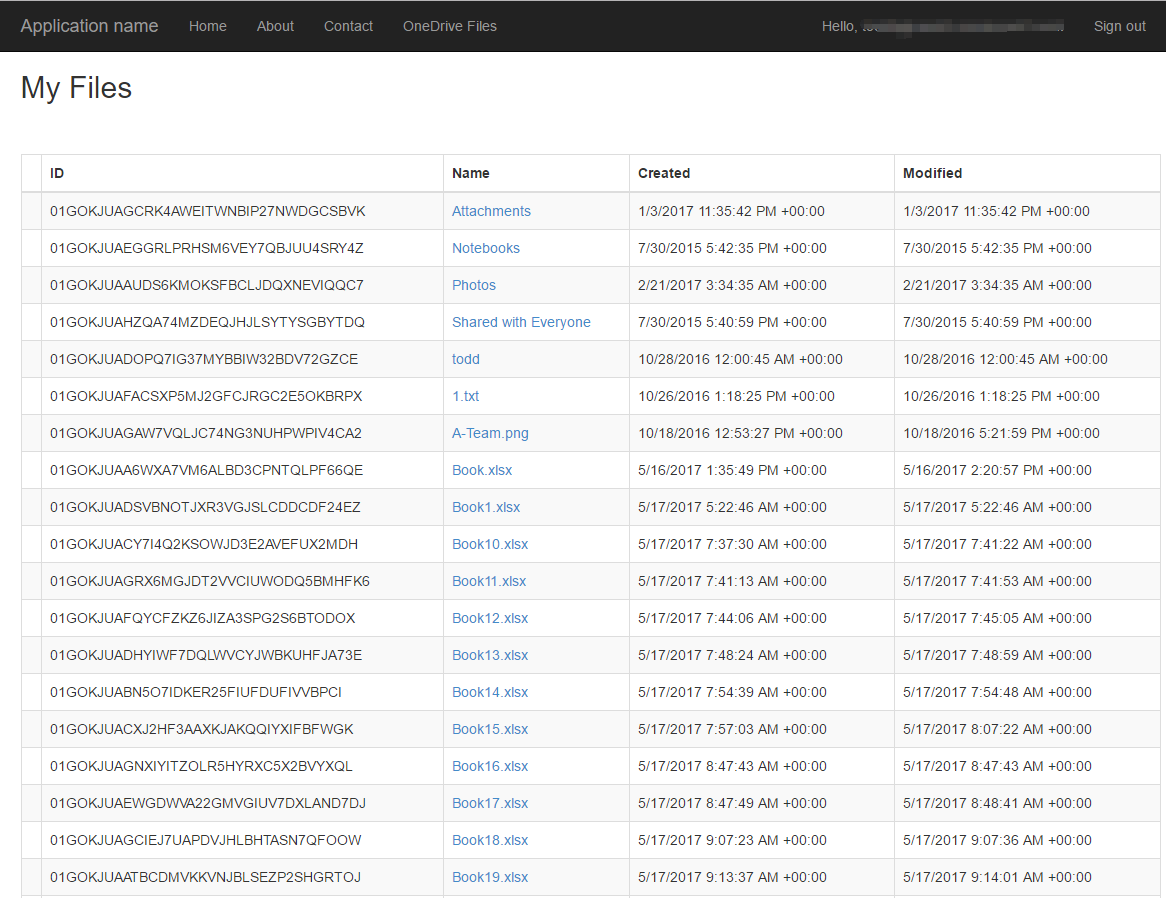 Application name Home About Contact OneDrive Files Hello, Sign out
My Files
ID Name Created Modified
01GOKJUAGCRK4AWEITWNBIP27NWDGCSBVK Attachments 1/3/2017 11:35:42 PM +00:00 1/3/2017 11:35:42 PM +00:00
01GOKJUAEGGRLPRHSM6VEY7QBJUU4SRY4Z Notebooks 7/30/2015 5:42:35 PM +00:00 7/30/2015 5:42:35 PM +00:00
01GOKJUAAUDS6KMOKSFBCLJDQXNEVIQQC7 Photos 2/21/2017 3:34:35 AM +00:00 2/21/2017 3:34:35 AM +00:00
01GOKJUAHZQA74MZDEQJHJLSYTYSGBYTDQ Shared with Everyone 7/30/2015 5:40:59 PM +00:00 7/30/2015 5:40:59 PM +00:00
01GOKJUADOPQ7IG37MYBBIW32BDV72GZCE todd 10/28/2016 12:00:45 AM +00:00 10/28/2016 12:00:45 AM +00:00
01GOKJUAFACSXP5MJ2GFCJRGC2E5OKBRPX 1.txt 10/26/2016 1:18:25 PM +00:00 10/26/2016 1:18:25 PM +00:00
01GOKJUAGAW7VQLJC74NG3NUHPWPIV4CA2 A-Team.png 10/18/2016 12:53:27 PM +00:00 10/18/2016 5:21:59 PM +00:00
01GOKJUAA6WXA7VM6ALBD3CPNTQLPF66QE Book.xlsx 5/16/2017 1:35:49 PM +00:00 5/16/2017 2:20:57 PM +00:00
01GOKJUADSVBNOTJXR3VGJSLCDDCDF24EZ Book1.xlsx 5/17/2017 5:22:46 AM +00:00 5/17/2017 5:22:46 AM +00:00
01GOKJUACY7I4Q2KSOWJD3E2AVEFUX2MDH Book10.xlsx 5/17/2017 7:37:30 AM +00:00 5/17/2017 7:41:22 AM +00:00
01GOKJUAGRX6MGJDT2VVCIUWODQ5BMHFK6 Book11.xlsx 5/17/2017 7:41:13 AM +00:00 5/17/2017 7:41:53 AM +00:00
01GOKJUAFQYCFZKZ6JIZA3SPG2S6BTODOX Book12.xlsx 5/17/2017 7:44:06 AM +00:00 5/17/2017 7:45:05 AM +00:00
01GOKJUADHYIWF7DQLWVCYJWBKUHFJA73E Book13.xlsx 5/17/2017 7:48:24 AM +00:00 5/17/2017 7:48:59 AM +00:00
01GOKJUABN5O7IDKER25FIUFDUFIVVBPCI Book14.xlsx 5/17/2017 7:54:39 AM +00:00 5/17/2017 7:54:48 AM +00:00
01GOKJUACXJ2HF3AAXKJAKQQIYXIFBFWGK Book15.xlsx 5/17/2017 7:57:03 AM +00:00 5/17/2017 8:07:22 AM +00:00
01GOKJUAGNXIYITZOLR5HYRXC5X2BVYXQL Book16.xlsx 5/17/2017 8:47:43 AM +00:00 5/17/2017 8:47:43 AM +00:00
01GOKJUAEWGDWVA22GMVGIUV7DXLAND7DJ Book17.xlsx 5/17/2017 8:47:49 AM +00:00 5/17/2017 8:48:41 AM +00:00
01GOKJUAGCIEJ7UAPDVJHLBHTASN7QFOOW Book18.xlsx 5/17/2017 9:07:23 AM +00:00 5/17/2017 9:07:36 AM +00:00
01GOKJUAATBCDMVKKVNJBLSEZP2SHGRTOJ Book19.xlsx 5/17/2017 9:13:37 AM +00:00 5/17/2017 9:14:01 AM +00:00